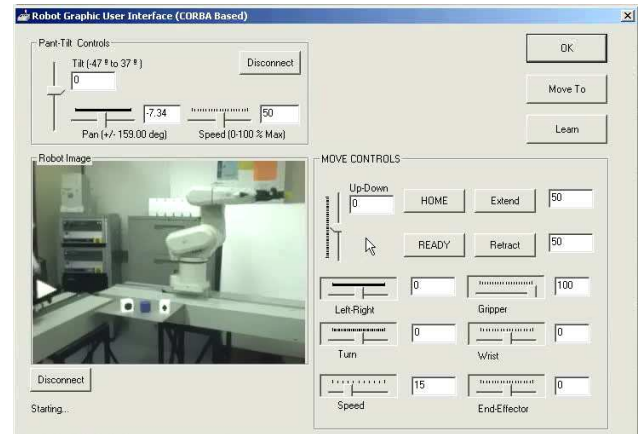 Robot Graphic User Interface (CORBA Based)
Pant-Tilt Controls
Tilt (-47 º to 37 º )
0
Disconnect
-7.34
50
Pan (+/- 159.00 deg)
Speed (0-100 % Max)
OK
Move To
Learn
Robot Image
Disconnect
Starting...
MOVE CONTROLS
Up-Down
0
HOME
Extend
50
READY
Retract
50
0
100
Left-Right
Gripper
0
0
Turn
Wrist
15
0
Speed
End-Effector